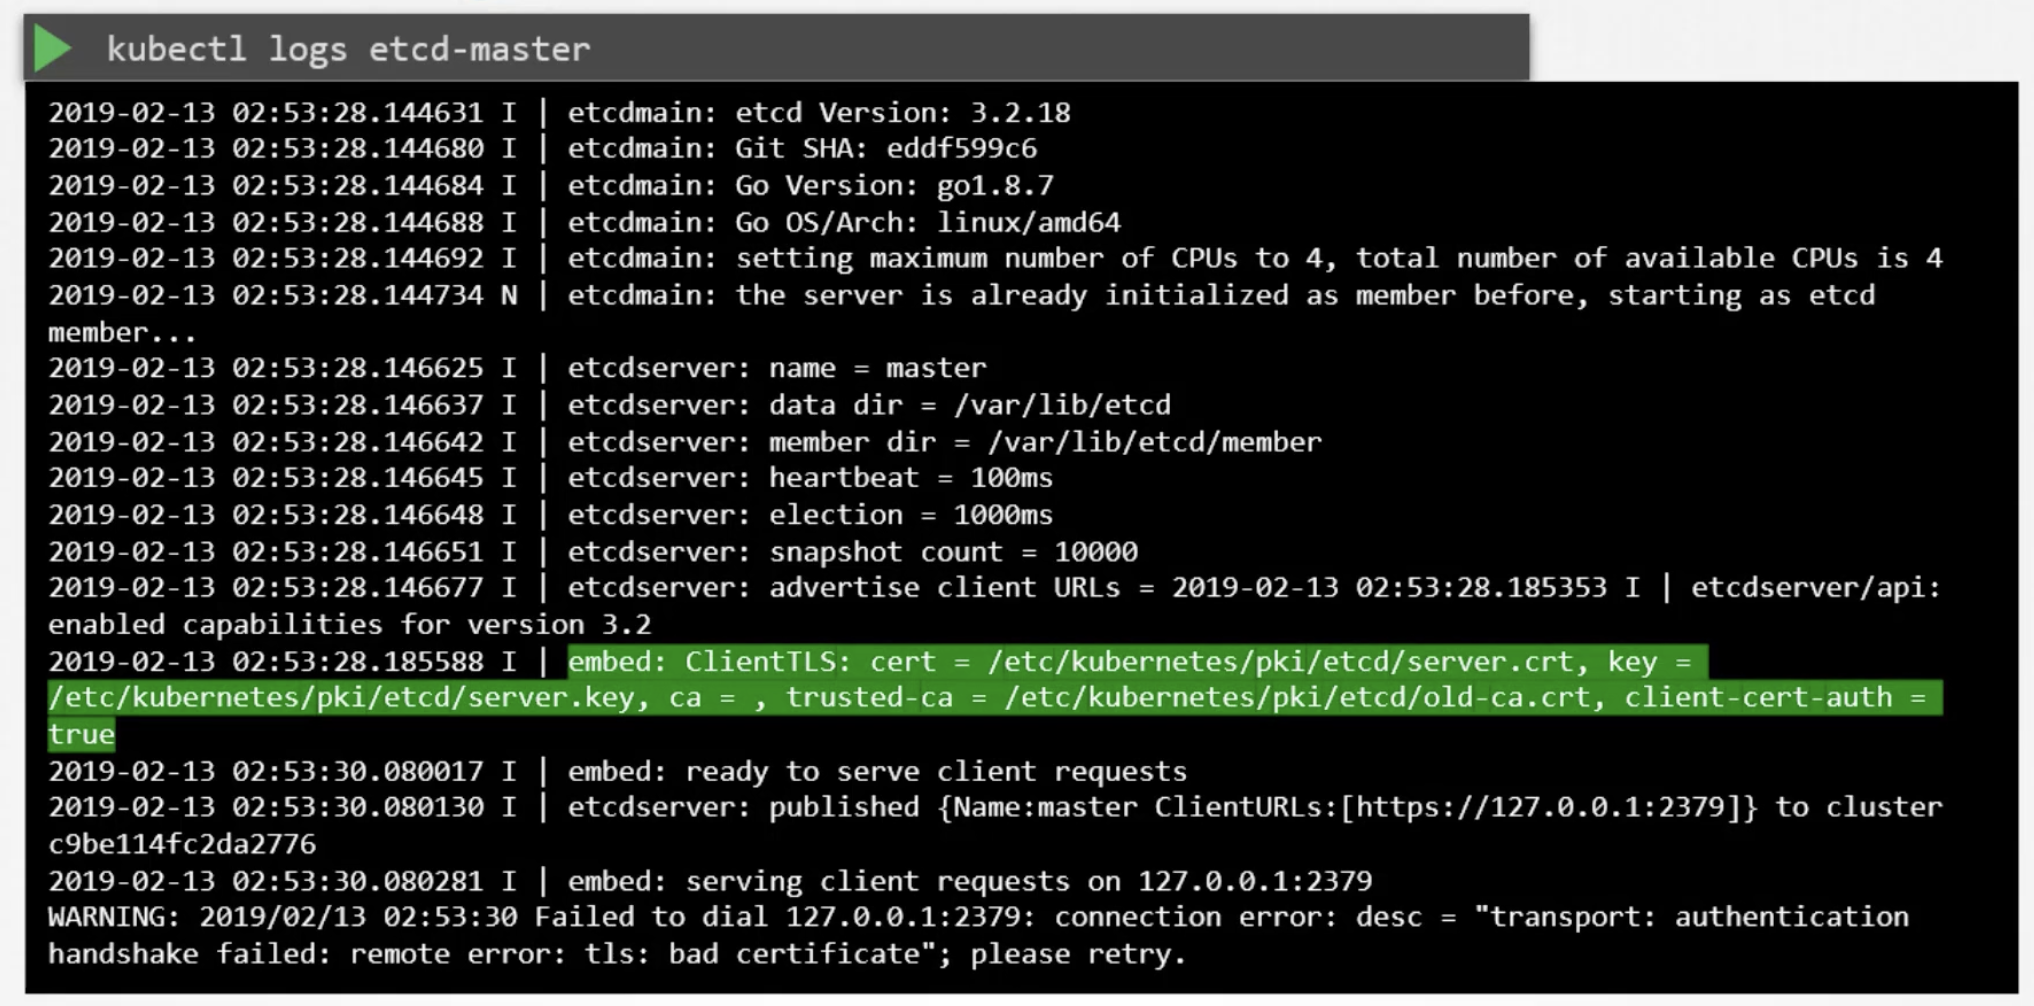 kubectl logs etcd-master
2019-02-13 02:53:28.144631 I | etcdmain: etcd Version: 3.2.18
2019-02-13 02:53:28.144680 I | etcdmain: Git SHA: eddf599c6
2019-02-13 02:53:28.144684 I | etcdmain: Go Version: go1.8.7
2019-02-13 02:53:28.144688 I | etcdmain: Go OS/Arch: linux/amd64
2019-02-13 02:53:28.144692 I | etcdmain: setting maximum number of CPUs to 4, total number of available CPUs is 4
2019-02-13 02:53:28.144734 N | etcdmain: the server is already initialized as member before, starting as etcd
member...
2019-02-13 02:53:28.146625 I | etcdserver: name = master
2019-02-13 02:53:28.146637 I | etcdserver: data dir = /var/lib/etcd
2019-02-13 02:53:28.146642 I | etcdserver: member dir = /var/lib/etcd/member
2019-02-13 02:53:28.146645 I | etcdserver: heartbeat = 100ms
2019-02-13 02:53:28.146648 I | etcdserver: election = 1000ms
2019-02-13 02:53:28.146651 I | etcdserver: snapshot count = 10000
2019-02-13 02:53:28.146677 I | etcdserver: advertise client URLs = 2019-02-13 02:53:28.185353 I | etcdserver/api:
enabled capabilities for version 3.2
2019-02-13 02:53:28.185588 I | embed: ClientTLS: cert = /etc/kubernetes/pki/etcd/server.crt, key =
/etc/kubernetes/pki/etcd/server.key, ca = , trusted-ca = /etc/kubernetes/pki/etcd/old-ca.crt, client-cert-auth =
true
2019-02-13 02:53:30.080017 I | embed: ready to serve client requests
2019-02-13 02:53:30.080130 I | etcdserver: published {Name:master ClientURLs:[https://127.0.0.1:2379]} to cluster
c9be114fc2da2776
2019-02-13 02:53:30.080281 I | embed: serving client requests on 127.0.0.1:2379
WARNING: 2019/02/13 02:53:30 Failed to dial 127.0.0.1:2379: connection error: desc = "transport: authentication
handshake failed: remote error: tls: bad certificate"; please retry.